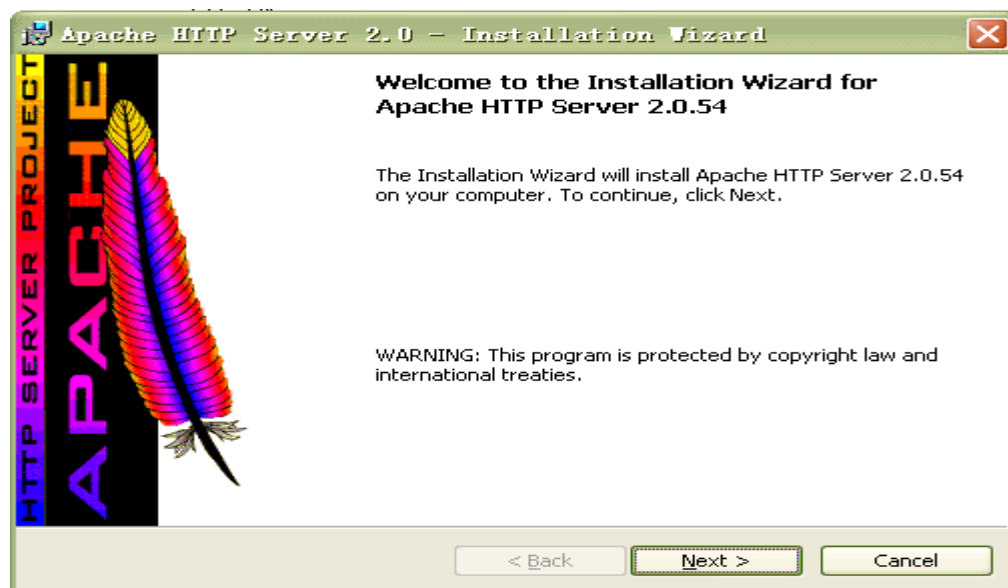 Apache HTTP Server 2.0 - Installation Wizard
HTTP SERVER PROJECT
APACHE
Welcome to the Installation Wizard for
Apache HTTP Server 2.0.54
The Installation Wizard will install Apache HTTP Server 2.0.54
on your computer. To continue, click Next.
WARNING: This program is protected by copyright law and
international treaties.
< Back
Next >
Cancel